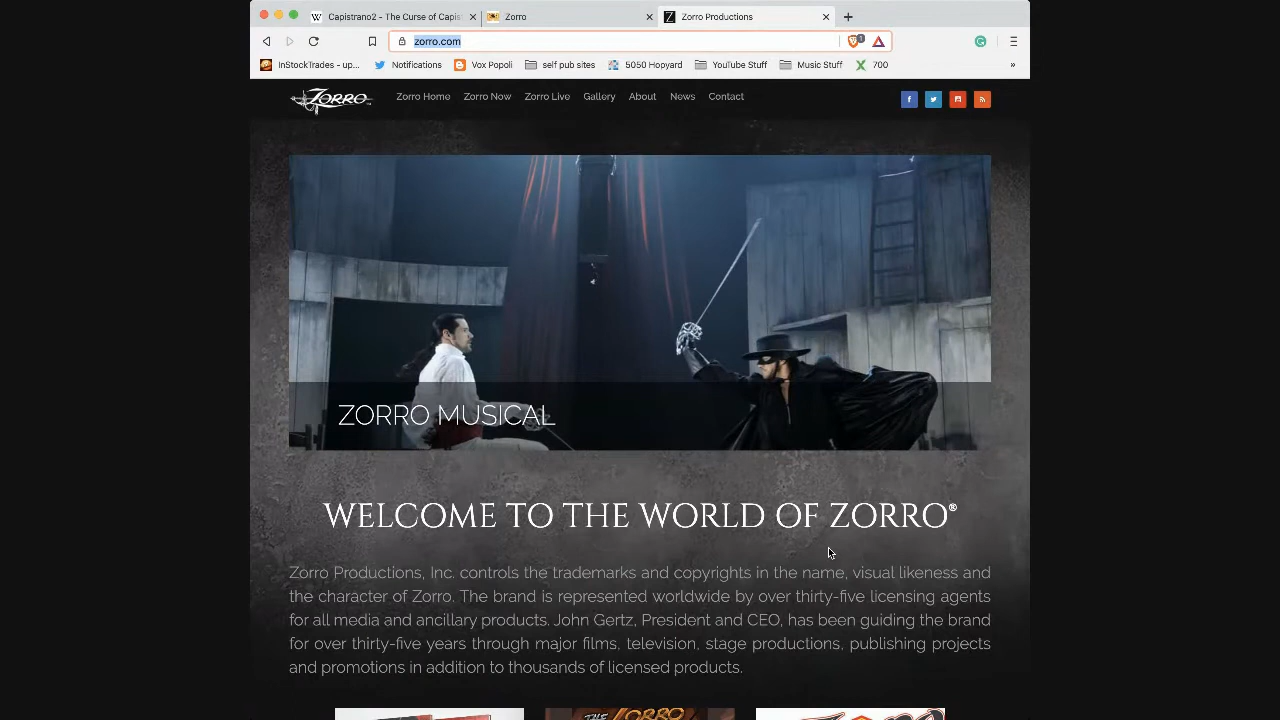 Capistrano2 - The Curse of Capis
Zorro
Zorro Productions
zorro.com
1
InStockTrades - up...
Notifications
Vox Populi
self pub sites
5050 Hopyard
YouTube Stuff
Music Stuff
700
»
ZORRO
Zorro Home
Zorro Now
Zorro Live
Gallery
About
News
Contact
ZORRO MUSICAL
WELCOME TO THE WORLD OF ZORRO®
Zorro Productions, Inc. controls the trademarks and copyrights in the name, visual likeness and
the character of Zorro. The brand is represented worldwide by over thirty-five licensing agents
for all media and ancillary products. John Gertz, President and CEO, has been guiding the brand
for over thirty-five years through major films, television, stage productions, publishing projects
and promotions in addition to thousands of licensed products.
THE ZORRO